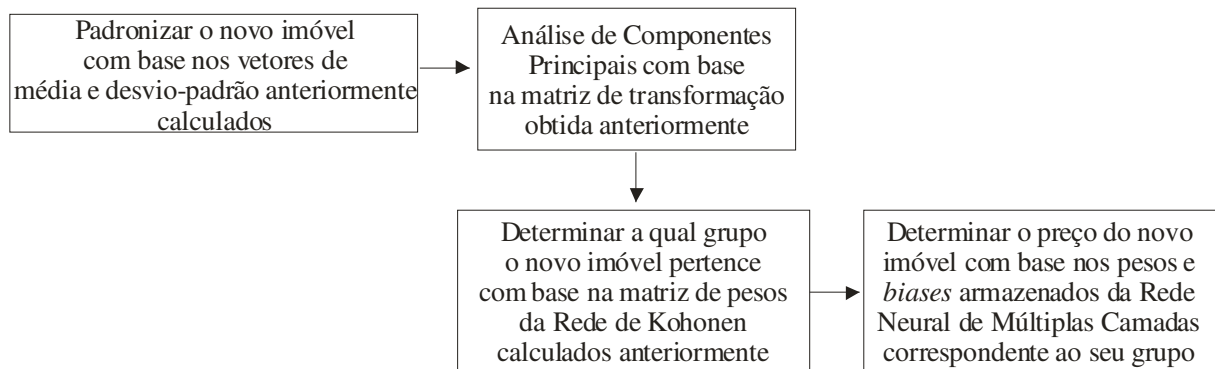 Padronizar o novo imóvel
com base nos vetores de
média e desvio-padrão anteriormente
calculados
Análise de Componentes
Principais com base
na matriz de transformação
obtida anteriormente
Determinar a qual grupo
o novo imóvel pertence
com base na matriz de pesos
da Rede de Kohonen
calculados anteriormente
Determinar o preço do novo
imóvel com base nos pesos e
biases armazenados da Rede
Neural de Múltiplas Camadas
correspondente ao seu grupo